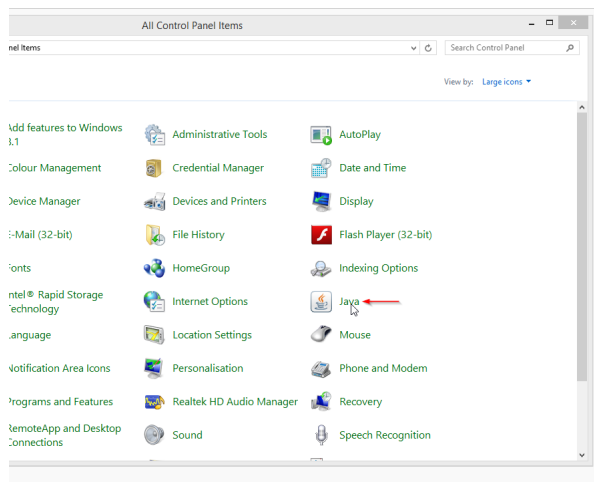 All Control Panel Items
nel Items
Search Control Panel
View by: Large icons
Add features to Windows
8.1
Administrative Tools
AutoPlay
Colour Management
Credential Manager
Date and Time
Device Manager
Devices and Printers
Display
E-Mail (32-bit)
File History
Flash Player (32-bit)
Fonts
HomeGroup
Indexing Options
ntel® Rapid Storage
Technology
Internet Options
Java
Language
Location Settings
Mouse
Notification Area Icons
Personalisation
Phone and Modem
Programs and Features
Realtek HD Audio Manager
Recovery
RemoteApp and Desktop
Connections
Sound
Speech Recognition